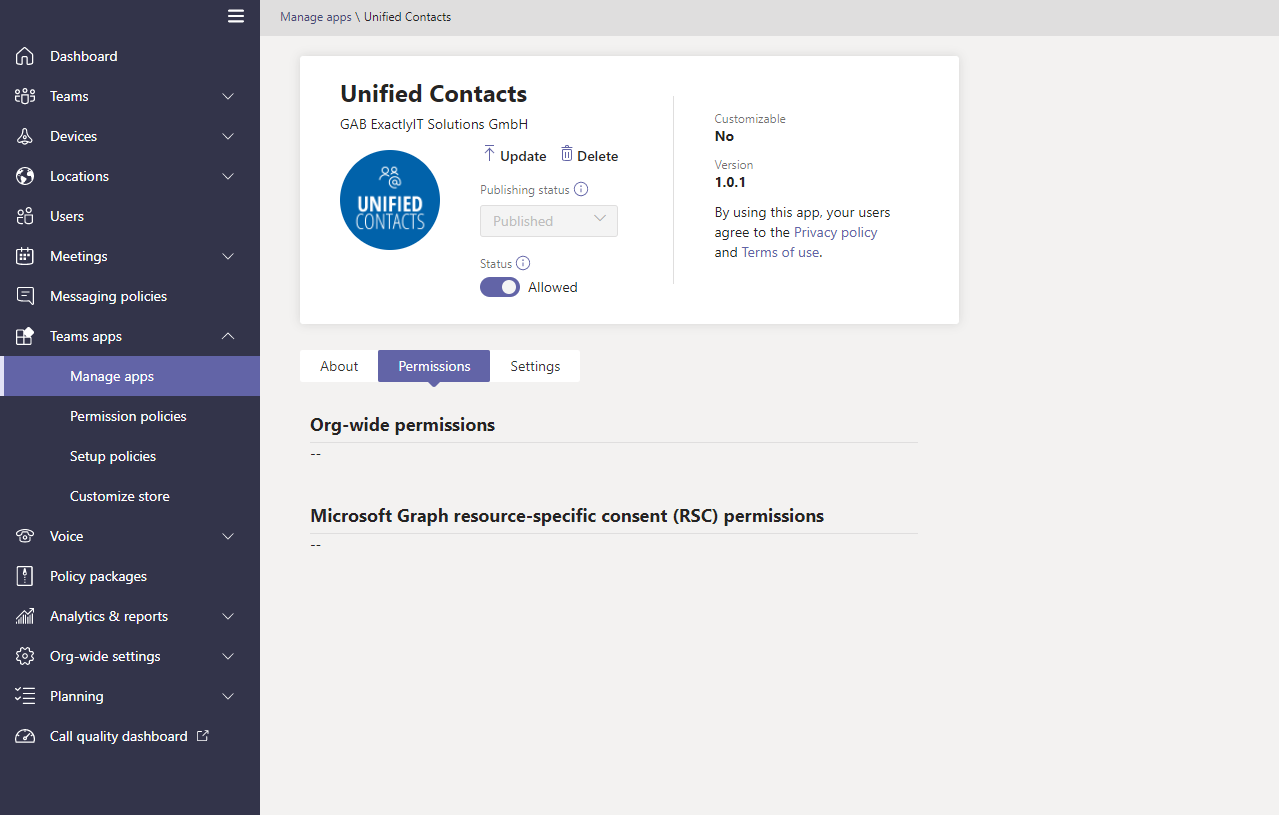 Manage apps \ Unified Contacts
Dashboard
Teams
Devices
Locations
Users
Meetings
Messaging policies
Teams apps
Manage apps
Permission policies
Setup policies
Customize store
Voice
Policy packages
Analytics & reports
Org-wide settings
Planning
Call quality dashboard
Unified Contacts
GAB ExactlyIT Solutions GmbH
UNIFIED
CONTACTS
Update Delete
Publishing status
Published
Status
Allowed
Customizable
No
Version
1.0.1
By using this app, your users
agree to the Privacy policy
and Terms of use.
About Permissions Settings
Org-wide permissions
--
Microsoft Graph resource-specific consent (RSC) permissions
--